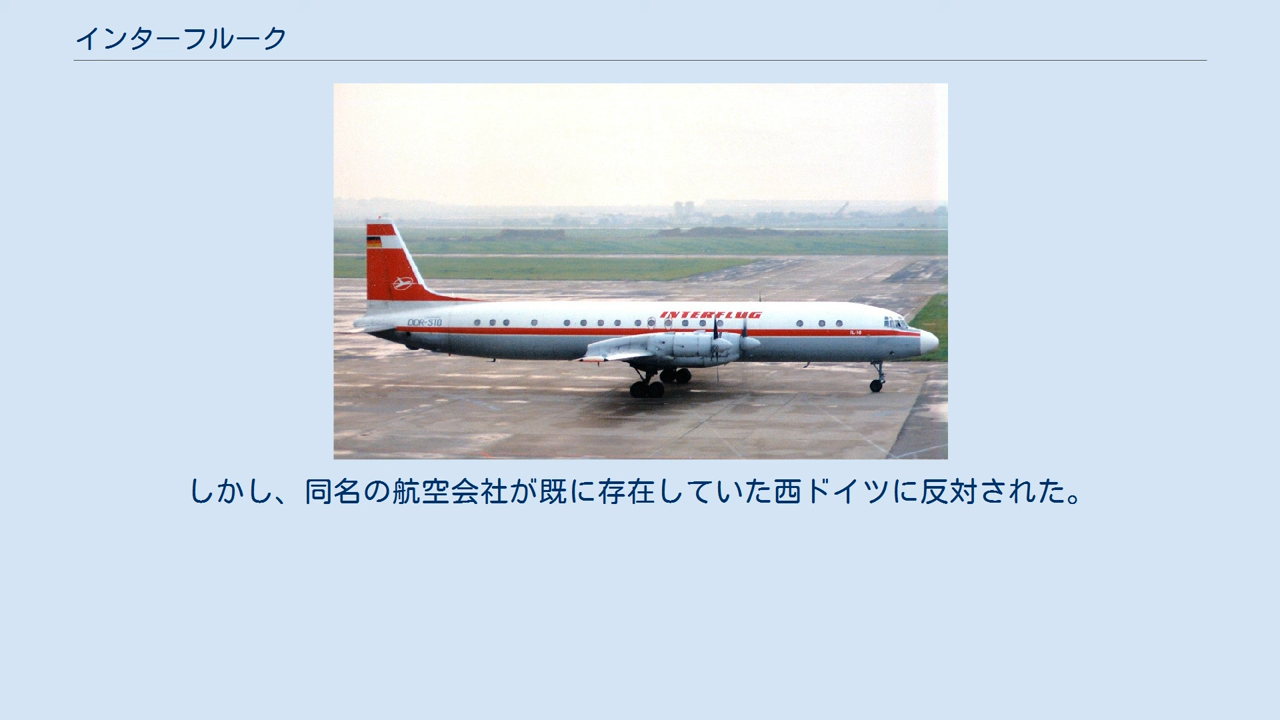 インターフルーク
INTERFLUG
DDR-STD
IL-18
しかし、同名の航空会社が既に存在していた西ドイツに反対された。